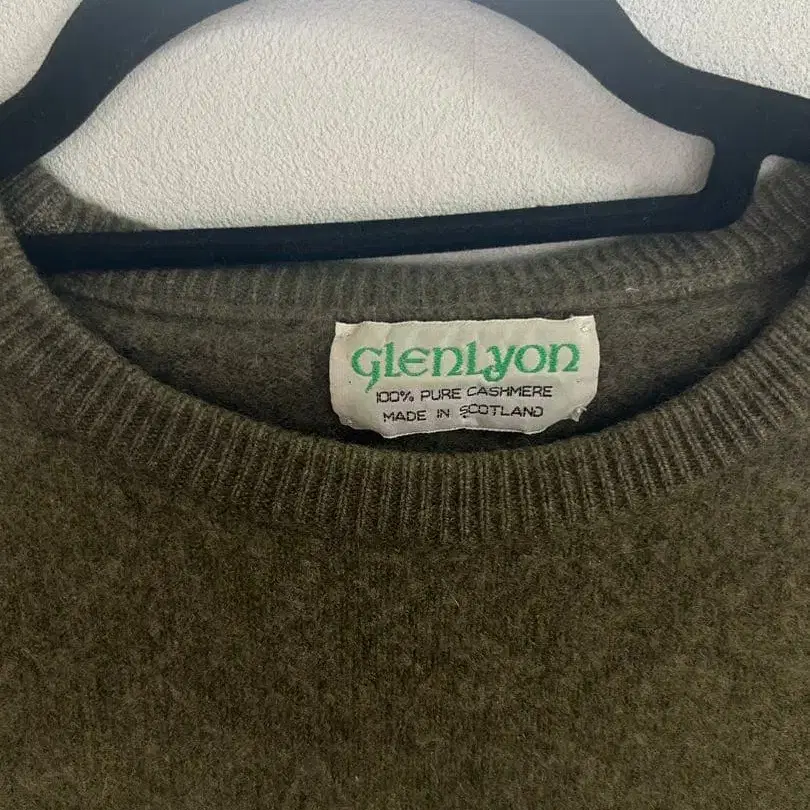 glenlyon
100% PURE CASHMERE
MADE IN SCOTLAND